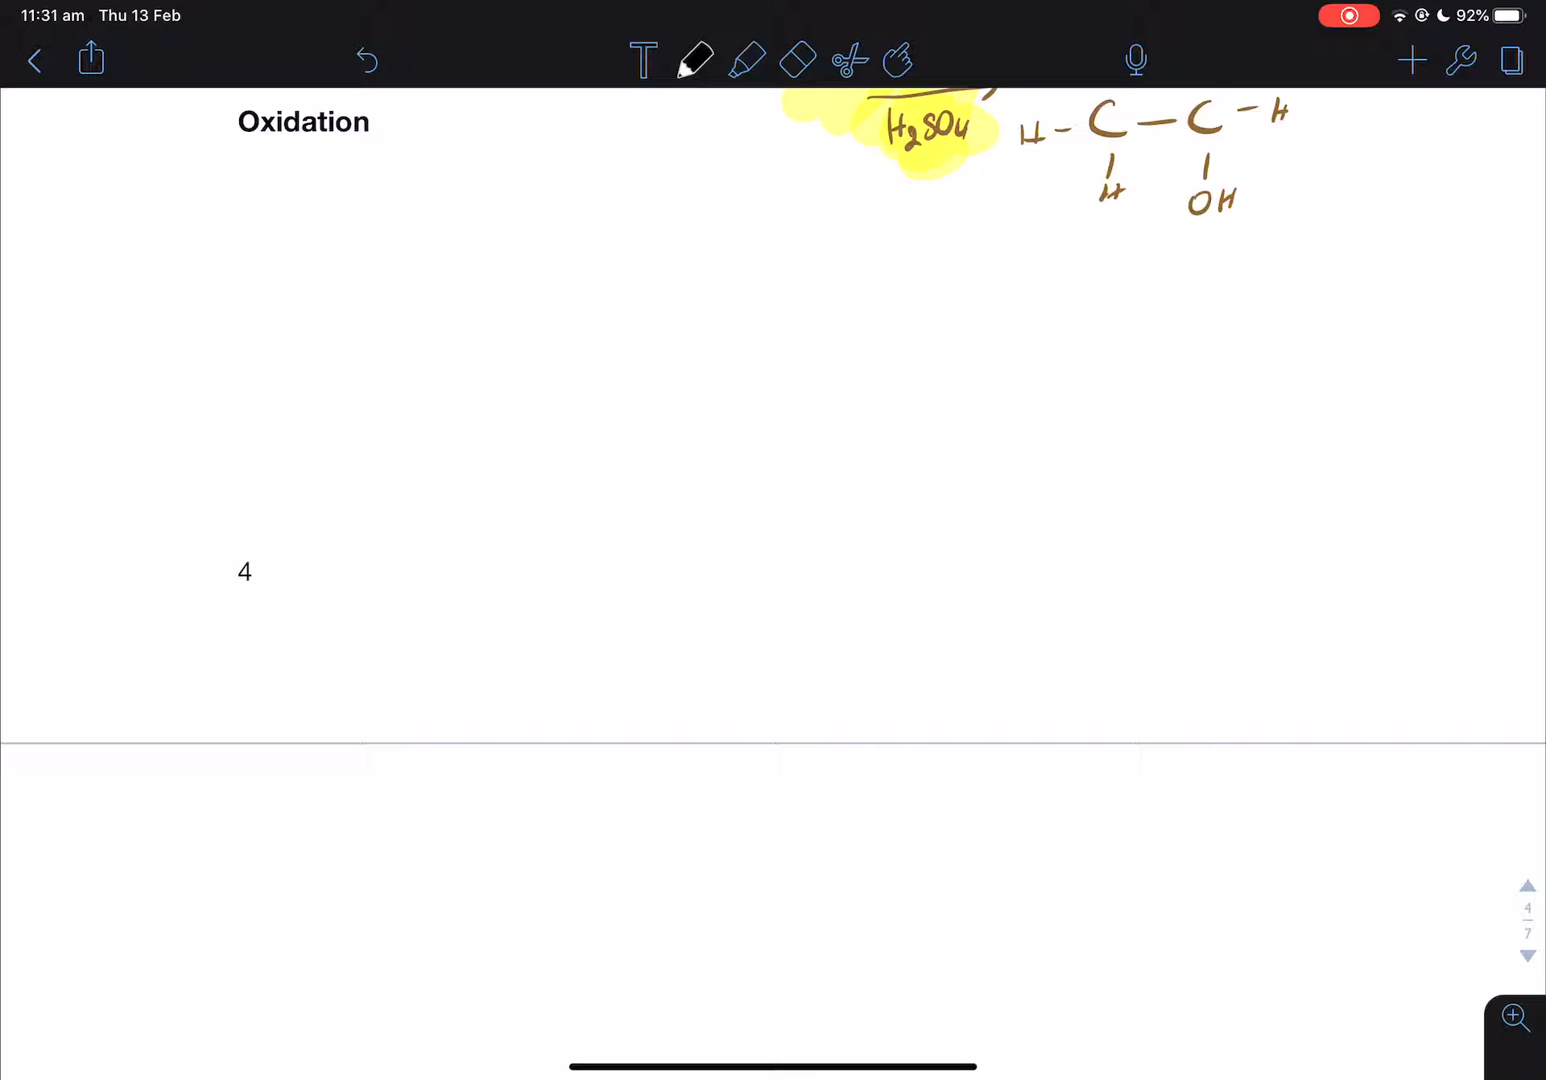 11:31 am Thu 13 Feb 92%
T
Oxidation
H₂SO₄ H - C — C - H
H OH
4
4
7